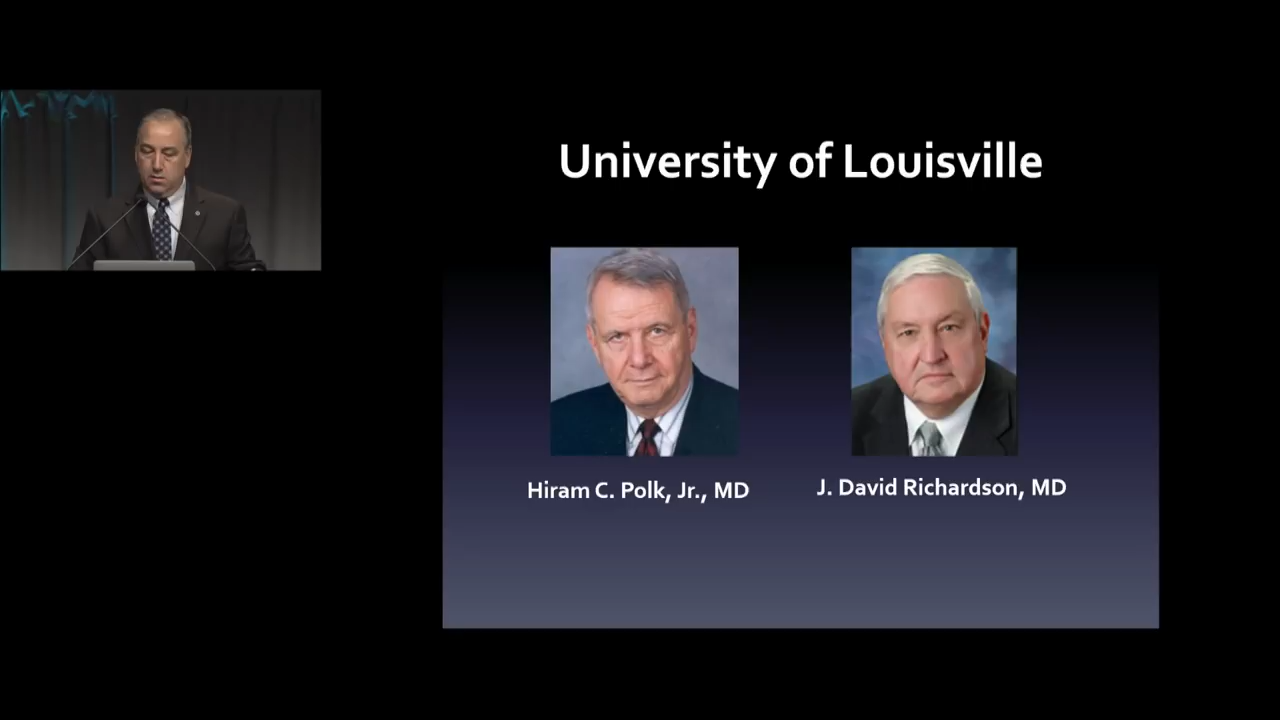 University of Louisville
Hiram C. Polk, Jr., MD
J. David Richardson, MD